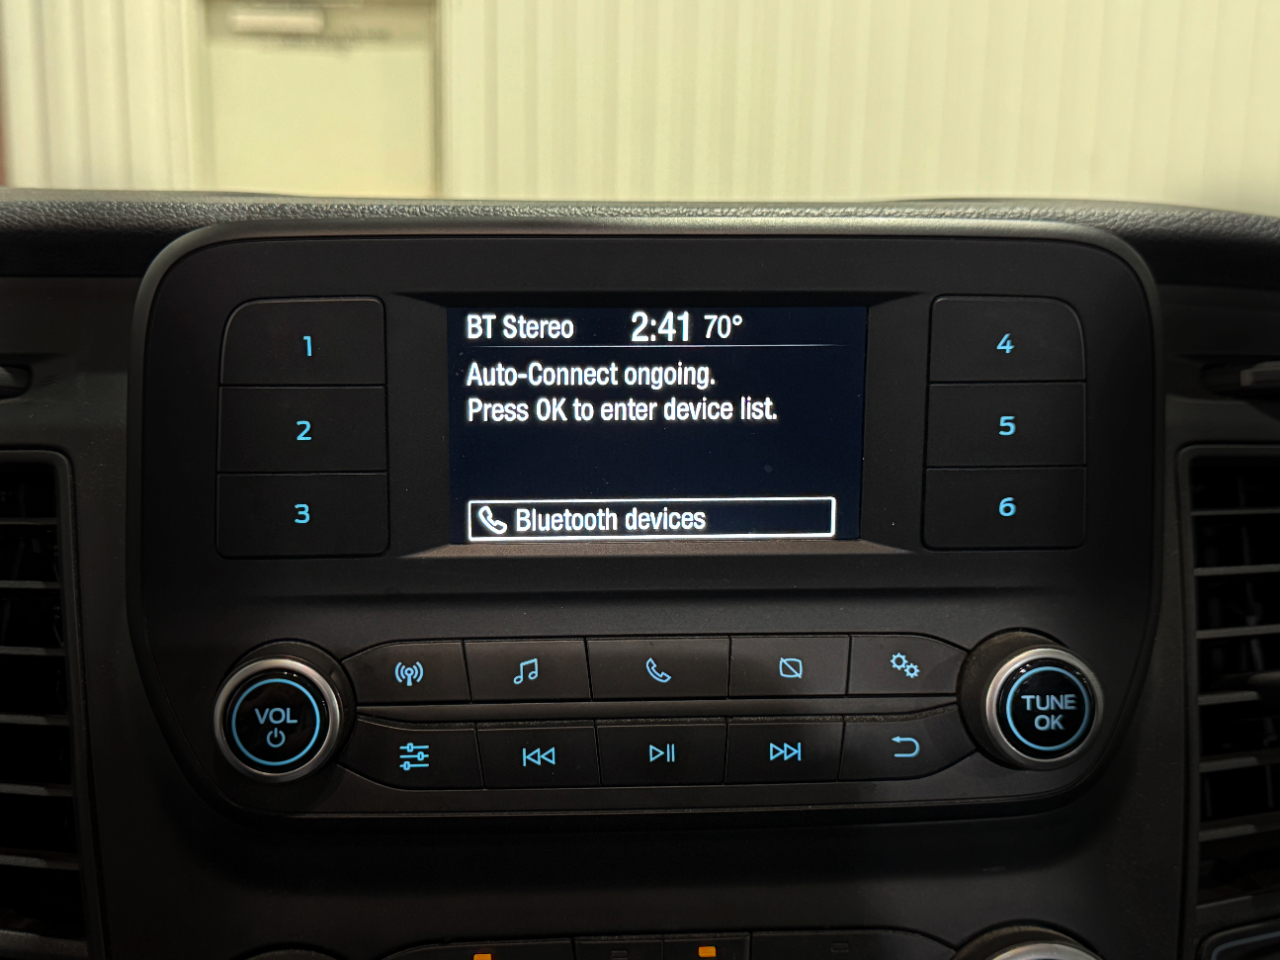 BT Stereo 2:41 70°
Auto-Connect ongoing.
Press OK to enter device list.
Bluetooth devices
1
2
3
4
5
6
VOL
TUNE
OK